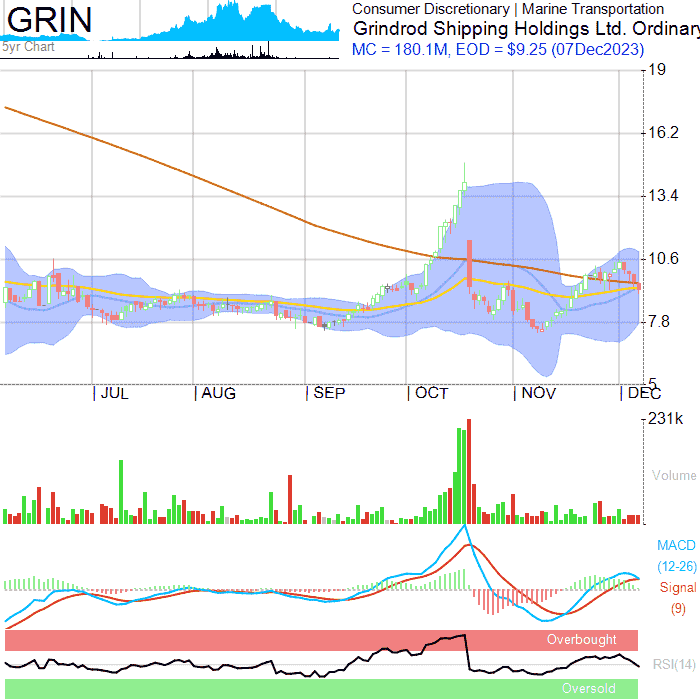 GRIN
5yr Chart
Consumer Discretionary | Marine Transportation
Grindrod Shipping Holdings Ltd. Ordinary
MC = 180.1M, EOD = $9.25 (07Dec2023)
19
16.2
13.4
10.6
7.8
5
JUL
AUG
SEP
OCT
NOV
DEC
231k
Volume
MACD
(12-26)
Signal
(9)
Overbought
RSI(14)
Oversold